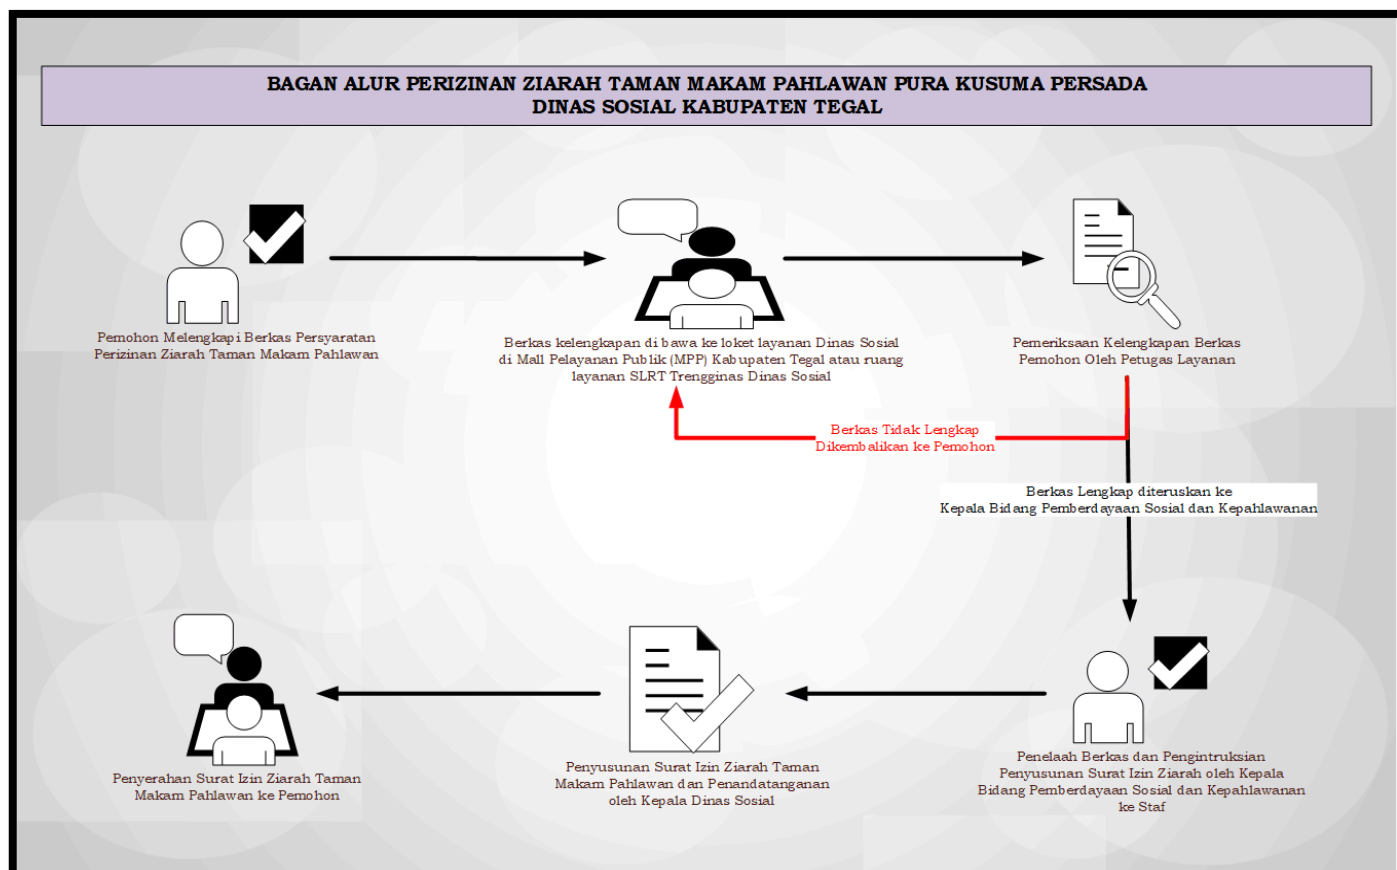 BAGAN ALUR PERIZINAN ZIARAH TAMAN MAKAM PAHLAWAN PURA KUSUMA PERSADA
DINAS SOSIAL KABUPATEN TEGAL
Pemohon Melengkapi Berkas Persyaratan
Perizinan Ziarah Taman Makam Pahlawan
Berkas kelengkapan di bawa ke loket layanan Dinas Sosial
di Mall Pelayanan Publik (MPP) Kabupaten Tegal atau ruang
layanan SLRT Trengginas Dinas Sosial
Pemeriksaan Kelengkapan Berkas
Pemohon Oleh Petugas Layanan
Berkas Tidak Lengkap
Dikembalikan ke Pemohon
Berkas Lengkap diteruskan ke
Kepala Bidang Pemberdayaan Sosial dan Kepahlawanan
Penelaah Berkas dan Pengintruksian
Penyusunan Surat Izin Ziarah oleh Kepala
Bidang Pemberdayaan Sosial dan Kepahlawanan
ke Staf
Penyusunan Surat Izin Ziarah Taman
Makam Pahlawan dan Penandatanganan
oleh Kepala Dinas Sosial
Penyerahan Surat Izin Ziarah Taman
Makam Pahlawan ke Pemohon